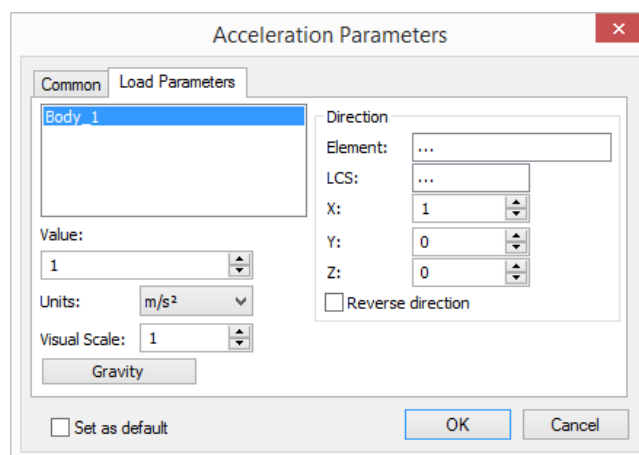 Acceleration Parameters
Common
Load Parameters
Body_1
Value:
1
Units:
m/s²
Visual Scale:
1
Gravity
Direction
Element:
...
LCS:
...
X:
1
Y:
0
Z:
0
Reverse direction
Set as default
OK
Cancel